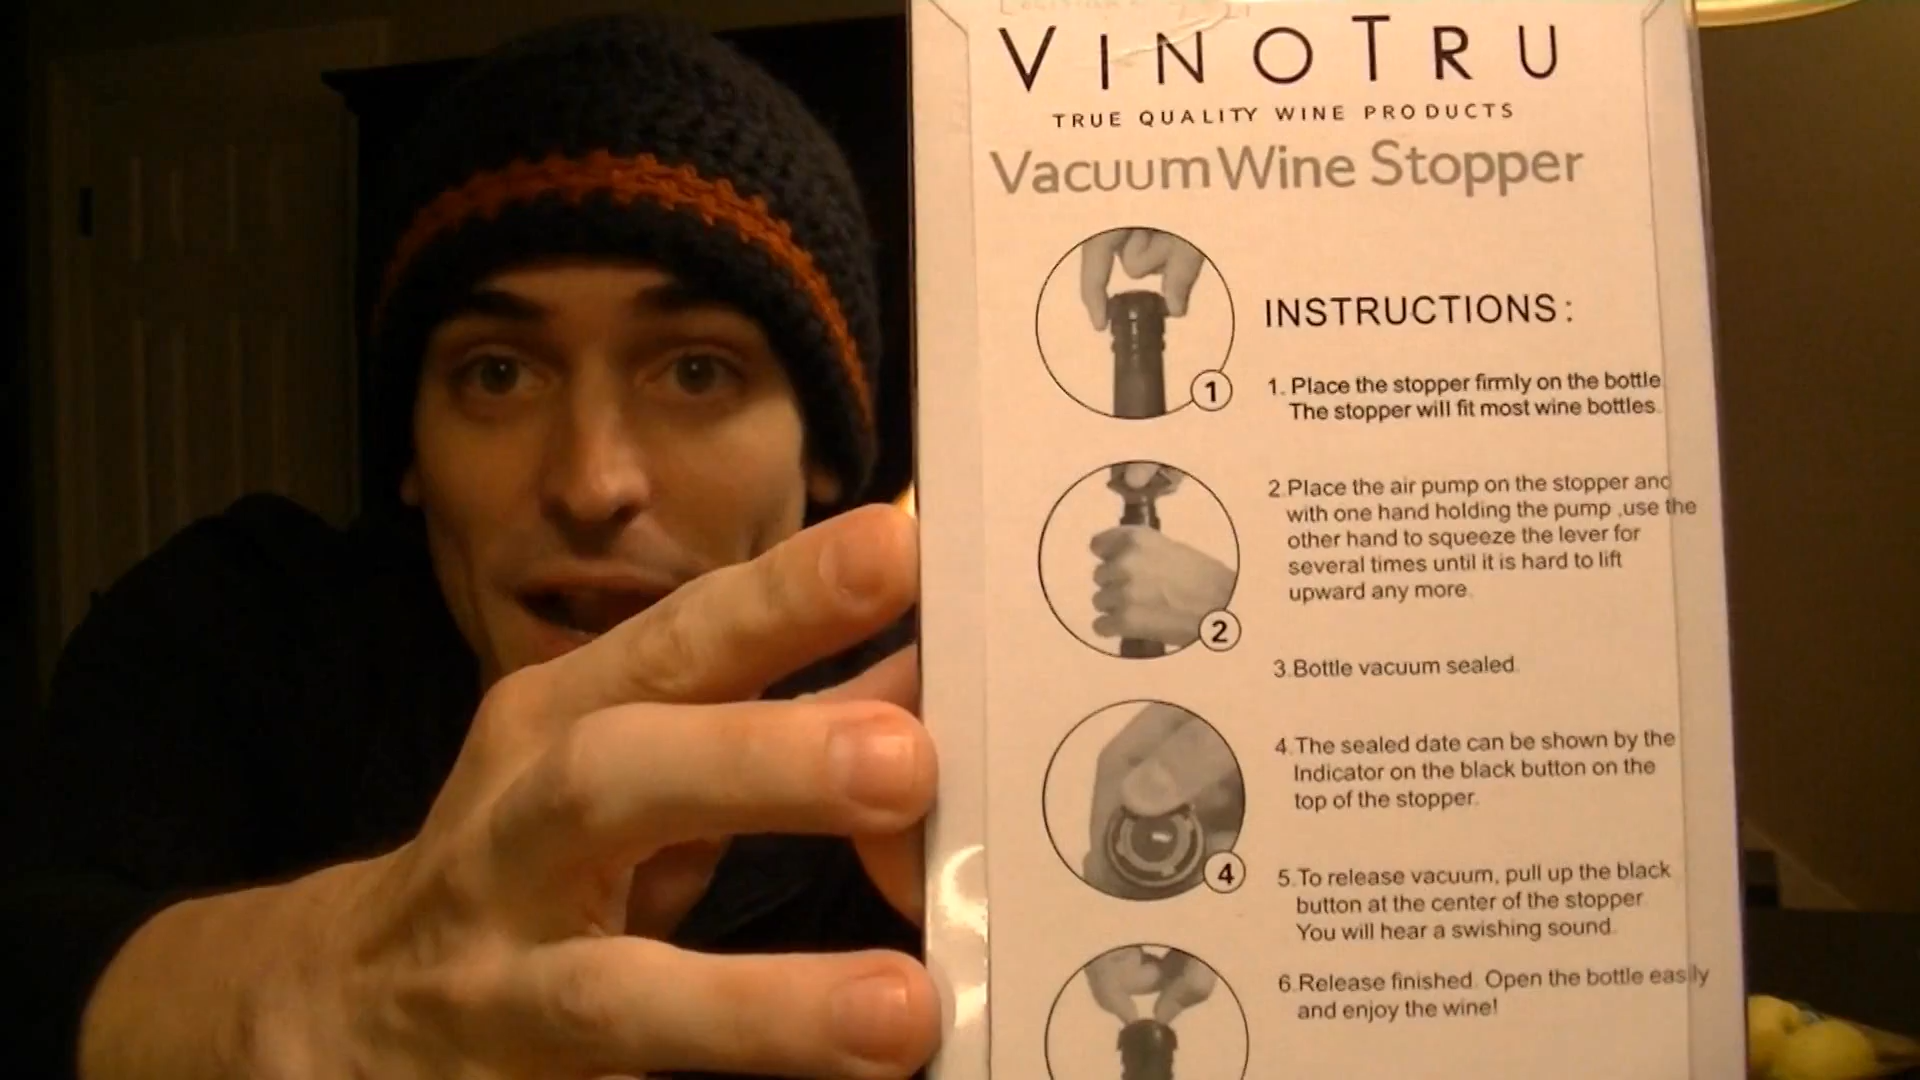 VINOTRU
TRUE QUALITY WINE PRODUCTS
Vacuum Wine Stopper
INSTRUCTIONS:
1. Place the stopper firmly on the bottle
The stopper will fit most wine bottles.
2.Place the air pump on the stopper and
with one hand holding the pump ,use the
other hand to squeeze the lever for
several times until it is hard to lift
upward any more.
3.Bottle vacuum sealed.
4.The sealed date can be shown by the
Indicator on the black button on the
top of the stopper.
5.To release vacuum, pull up the black
button at the center of the stopper
You will hear a swishing sound.
6.Release finished. Open the bottle easily
and enjoy the wine!
1
2
4